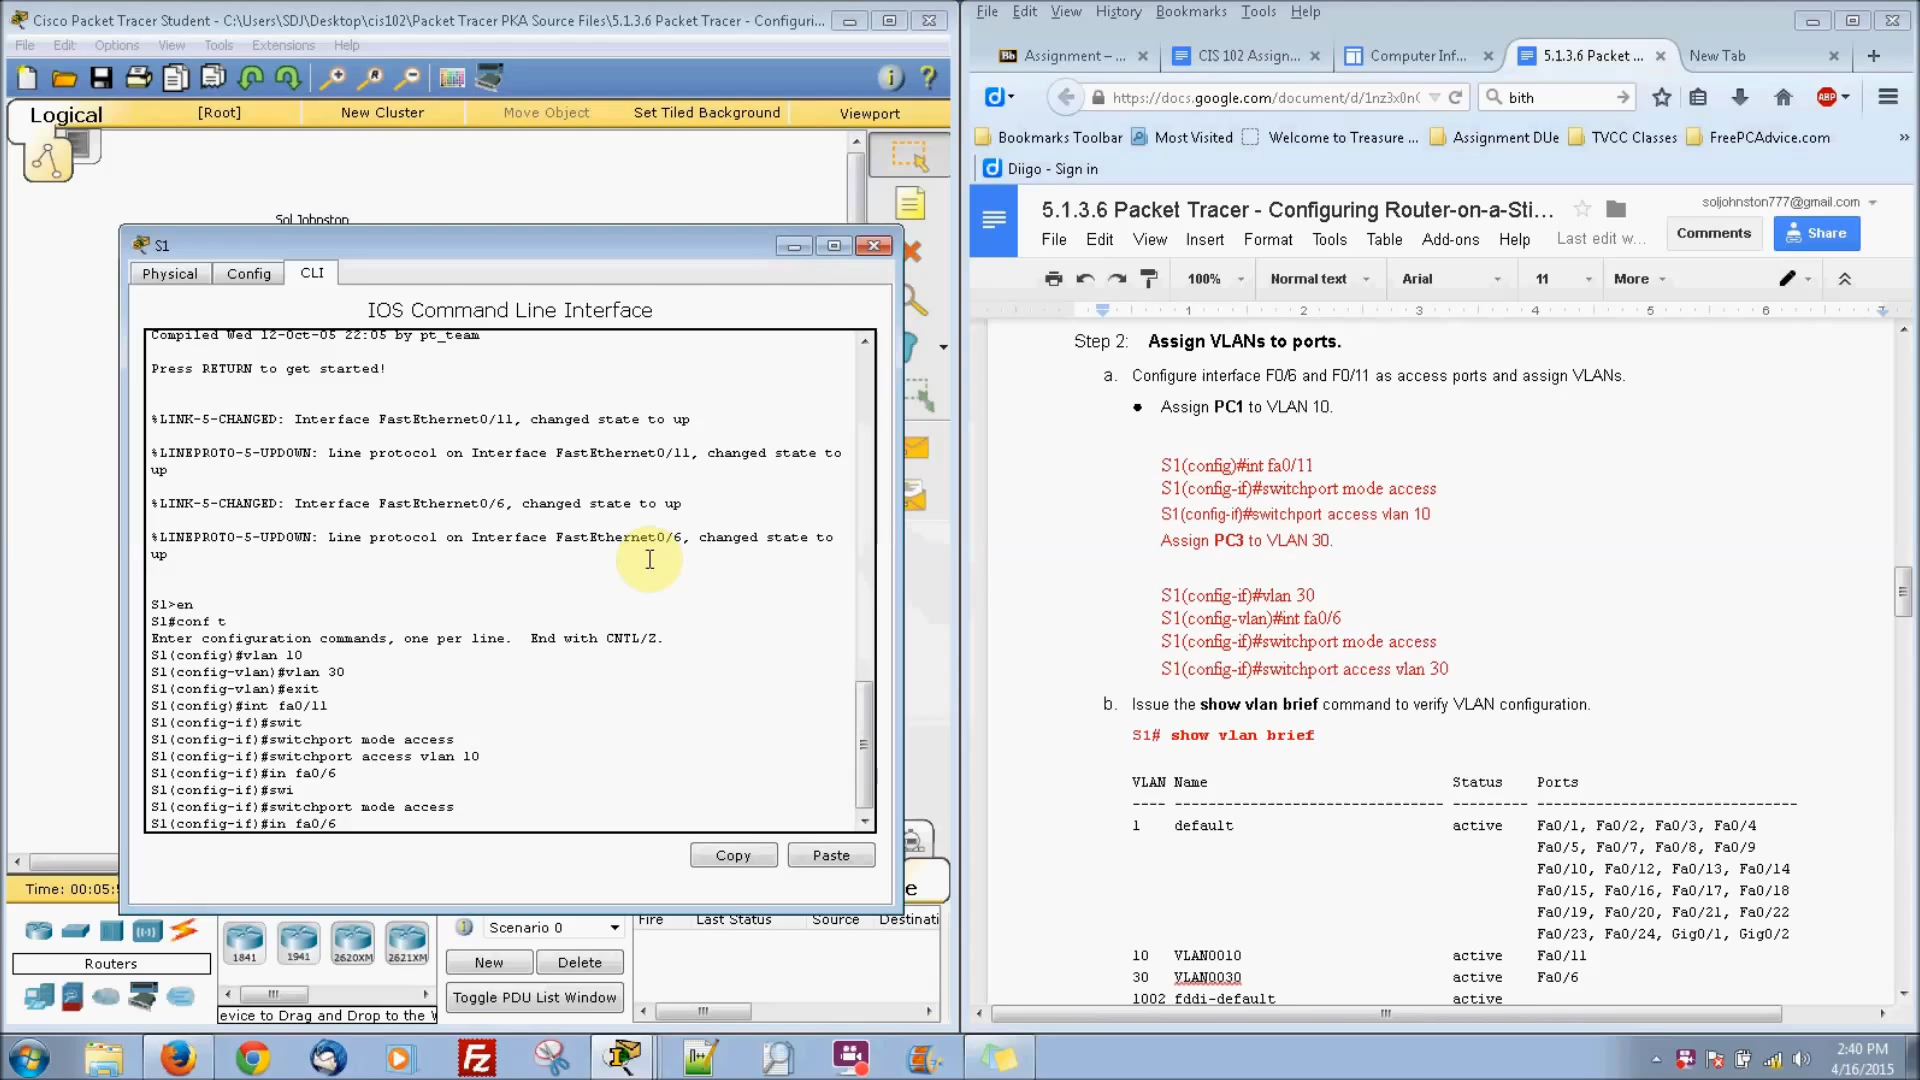 Cisco Packet Tracer Student - C:\Users\SDJ\Desktop\cis102\Packet Tracer PKA Source Files\5.1.3.6 Packet Tracer - Configuri...
File Edit Options View Tools Extensions Help
Logical
[Root]
New Cluster
Move Object
Set Tiled Background
Viewport
Sol Johnston
S1
Physical
Config
CLI
IOS Command Line Interface
Compiled Wed 12-Oct-05 22:05 by pt_team
Press RETURN to get started!
%LINK-5-CHANGED: Interface FastEthernet0/11, changed state to up
%LINEPROTO-5-UPDOWN: Line protocol on Interface FastEthernet0/11, changed state to
up
%LINK-5-CHANGED: Interface FastEthernet0/6, changed state to up
%LINEPROTO-5-UPDOWN: Line protocol on Interface FastEthernet0/6, changed state to
up
S1>en
S1#conf t
Enter configuration commands, one per line.  End with CNTL/Z.
S1(config)#vlan 10
S1(config-vlan)#vlan 30
S1(config-vlan)#exit
S1(config)#int fa0/11
S1(config-if)#swit
S1(config-if)#switchport mode access
S1(config-if)#switchport access vlan 10
S1(config-if)#in fa0/6
S1(config-if)#swi
S1(config-if)#switchport mode access
S1(config-if)#in fa0/6
Copy
Paste
Time: 00:05:5
e
Routers
1841
1941
2620XM
2621XM
evice to Drag and Drop to the W
Scenario 0
New
Delete
Toggle PDU List Window
Fire Last Status Source Destinati
File Edit View History Bookmarks Tools Help
Bb Assignment – ...
CIS 102 Assign...
Computer Inf...
5.1.3.6 Packet ...
New Tab
https://docs.google.com/document/d/1nz3x0n(
bith
ABP
Bookmarks Toolbar
Most Visited
Welcome to Treasure ...
Assignment DUe
TVCC Classes
FreePCAdvice.com
»
Diigo - Sign in
5.1.3.6 Packet Tracer - Configuring Router-on-a-Sti...
soljohnston777@gmail.com
File Edit View Insert Format Tools Table Add-ons Help Last edit w...
Comments
Share
100%
Normal text
Arial
11
More
1 2 3 4 5 6 7
Step 2: Assign VLANs to ports.
a. Configure interface F0/6 and F0/11 as access ports and assign VLANs.
● Assign PC1 to VLAN 10.
S1(config)#int fa0/11
S1(config-if)#switchport mode access
S1(config-if)#switchport access vlan 10
Assign PC3 to VLAN 30.
S1(config-if)#vlan 30
S1(config-vlan)#int fa0/6
S1(config-if)#switchport mode access
S1(config-if)#switchport access vlan 30
b. Issue the show vlan brief command to verify VLAN configuration.
S1# show vlan brief
VLAN Name Status Ports
---- -------------------------------- --------- -------------------------------
1 default active Fa0/1, Fa0/2, Fa0/3, Fa0/4
Fa0/5, Fa0/7, Fa0/8, Fa0/9
Fa0/10, Fa0/12, Fa0/13, Fa0/14
Fa0/15, Fa0/16, Fa0/17, Fa0/18
Fa0/19, Fa0/20, Fa0/21, Fa0/22
Fa0/23, Fa0/24, Gig0/1, Gig0/2
10 VLAN0010 active Fa0/11
30 VLAN0030 active Fa0/6
1002 fddi-default active
2:40 PM
4/16/2015